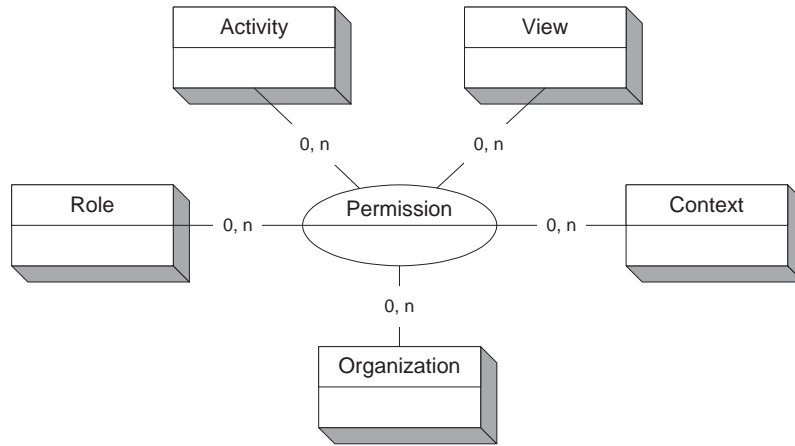 Activity
View
0, n
0, n
Role
0, n
Permission
0, n
Context
0, n
Organization